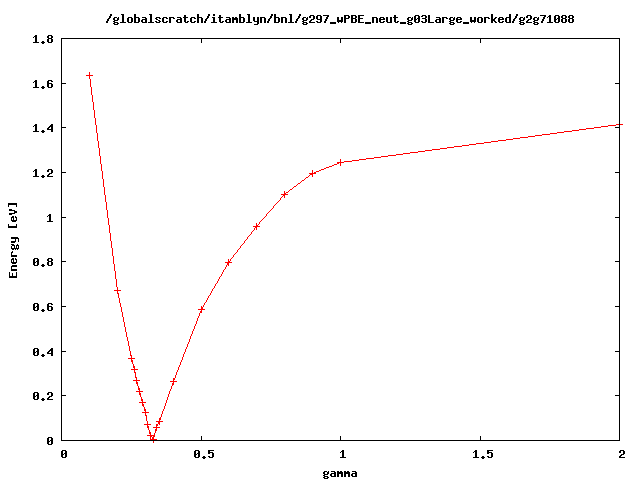 /globalscratch/itamblyn/bnl/g297_wPBE_neut_g03Large_worked/g2g71088
1.8
1.6
1.4
1.2
1
0.8
0.6
0.4
0.2
0
Energy [eV]
0 0.5 1 1.5 2
gamma